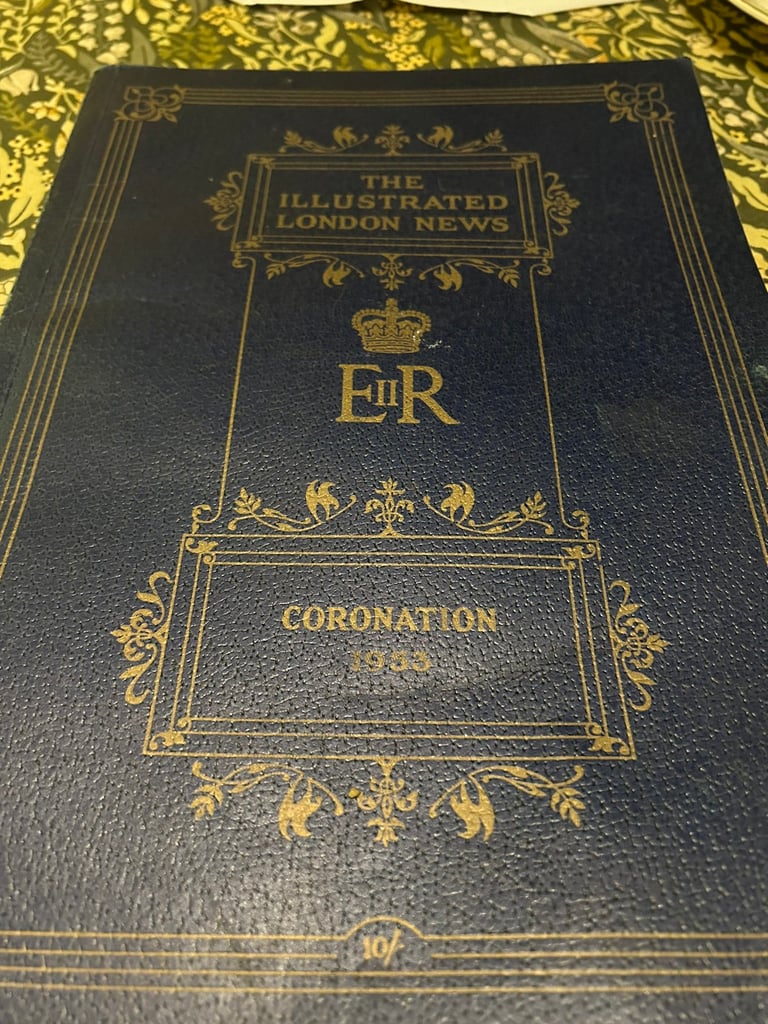 THE
ILLUSTRATED
LONDON NEWS
EIIR
CORONATION
1953
10/